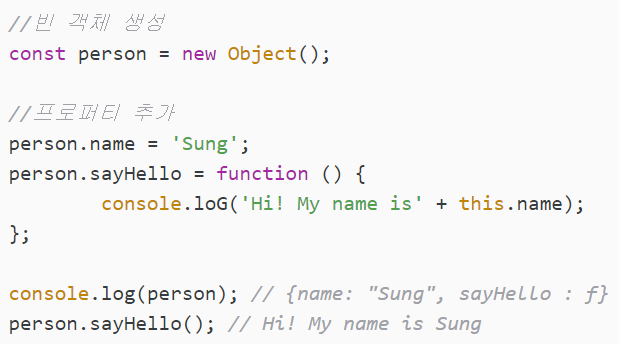 //빈 객체 생성
const person = new Object();
//프로퍼티 추가
person.name = 'Sung';
person.sayHello = function () {
console.loG('Hi! My name is' + this.name);
};
console.log(person); // {name: "Sung", sayHello : ƒ}
person.sayHello(); // Hi! My name is Sung